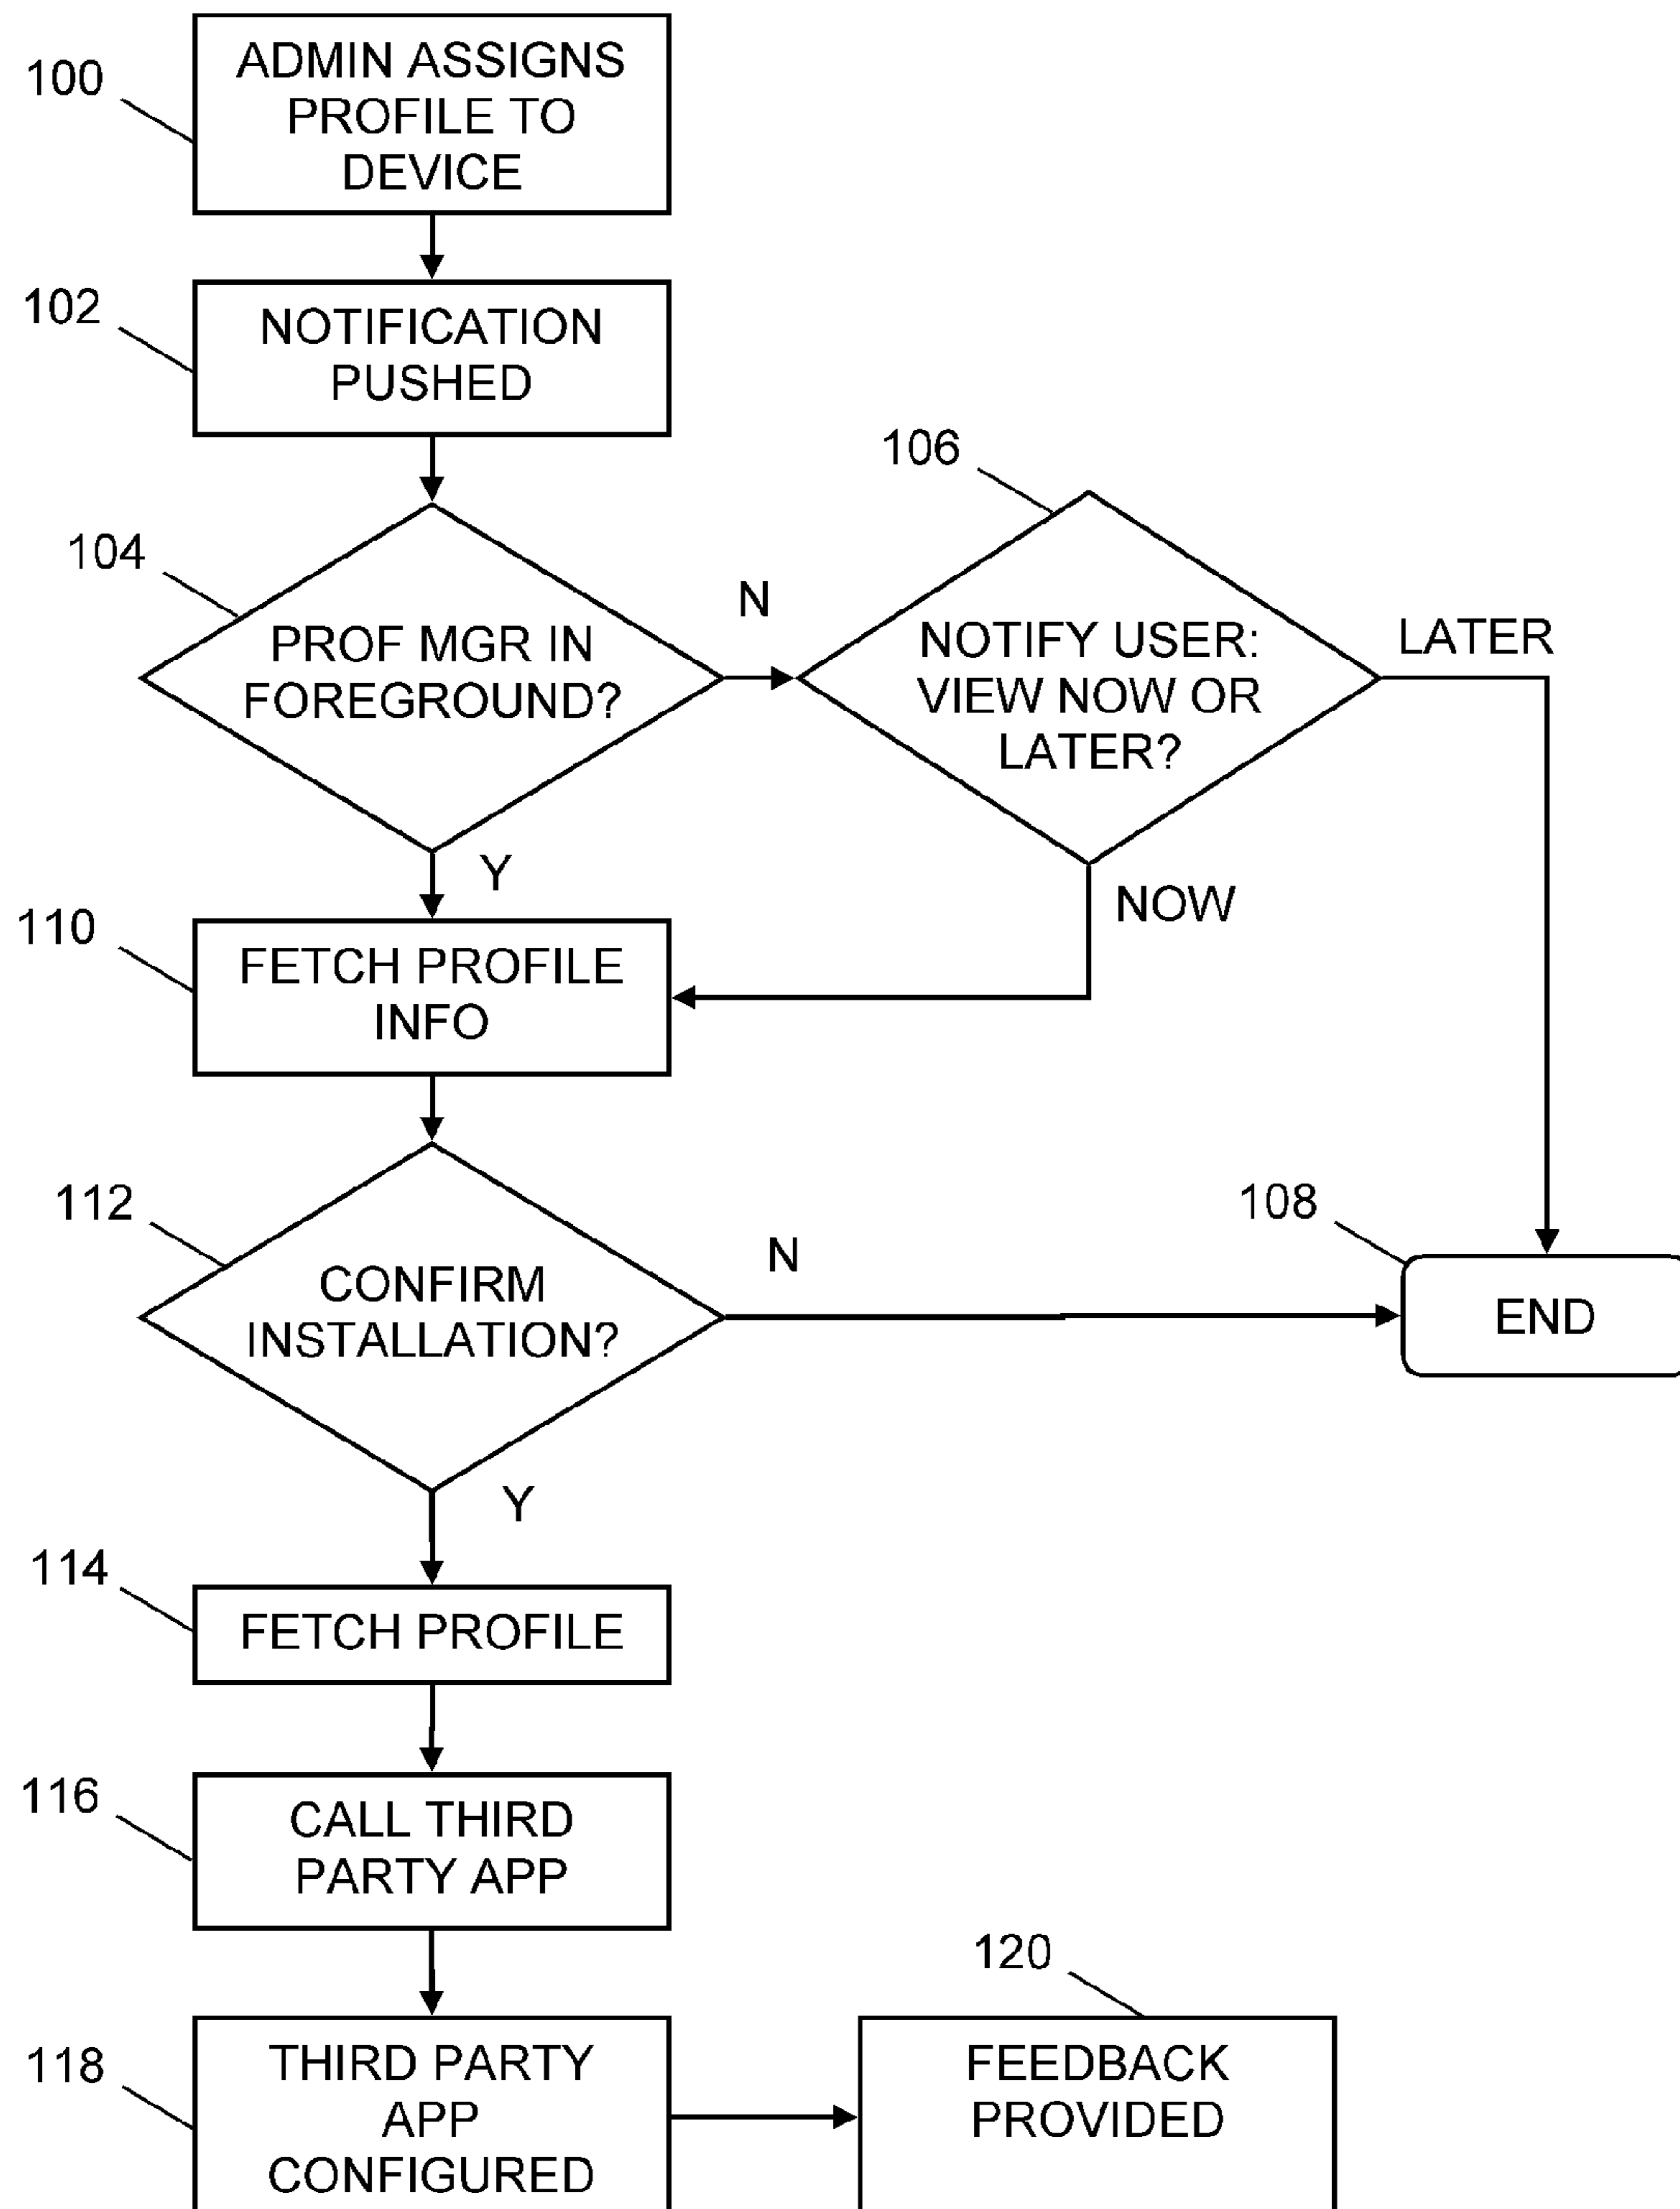 100
ADMIN ASSIGNS
PROFILE TO
DEVICE
102
NOTIFICATION
PUSHED
104
PROF MGR IN
FOREGROUND?
N
Y
106
NOTIFY USER:
VIEW NOW OR
LATER?
LATER
NOW
110
FETCH PROFILE
INFO
112
CONFIRM
INSTALLATION?
N
Y
108
END
114
FETCH PROFILE
116
CALL THIRD
PARTY APP
118
THIRD PARTY
APP
CONFIGURED
120
FEEDBACK
PROVIDED